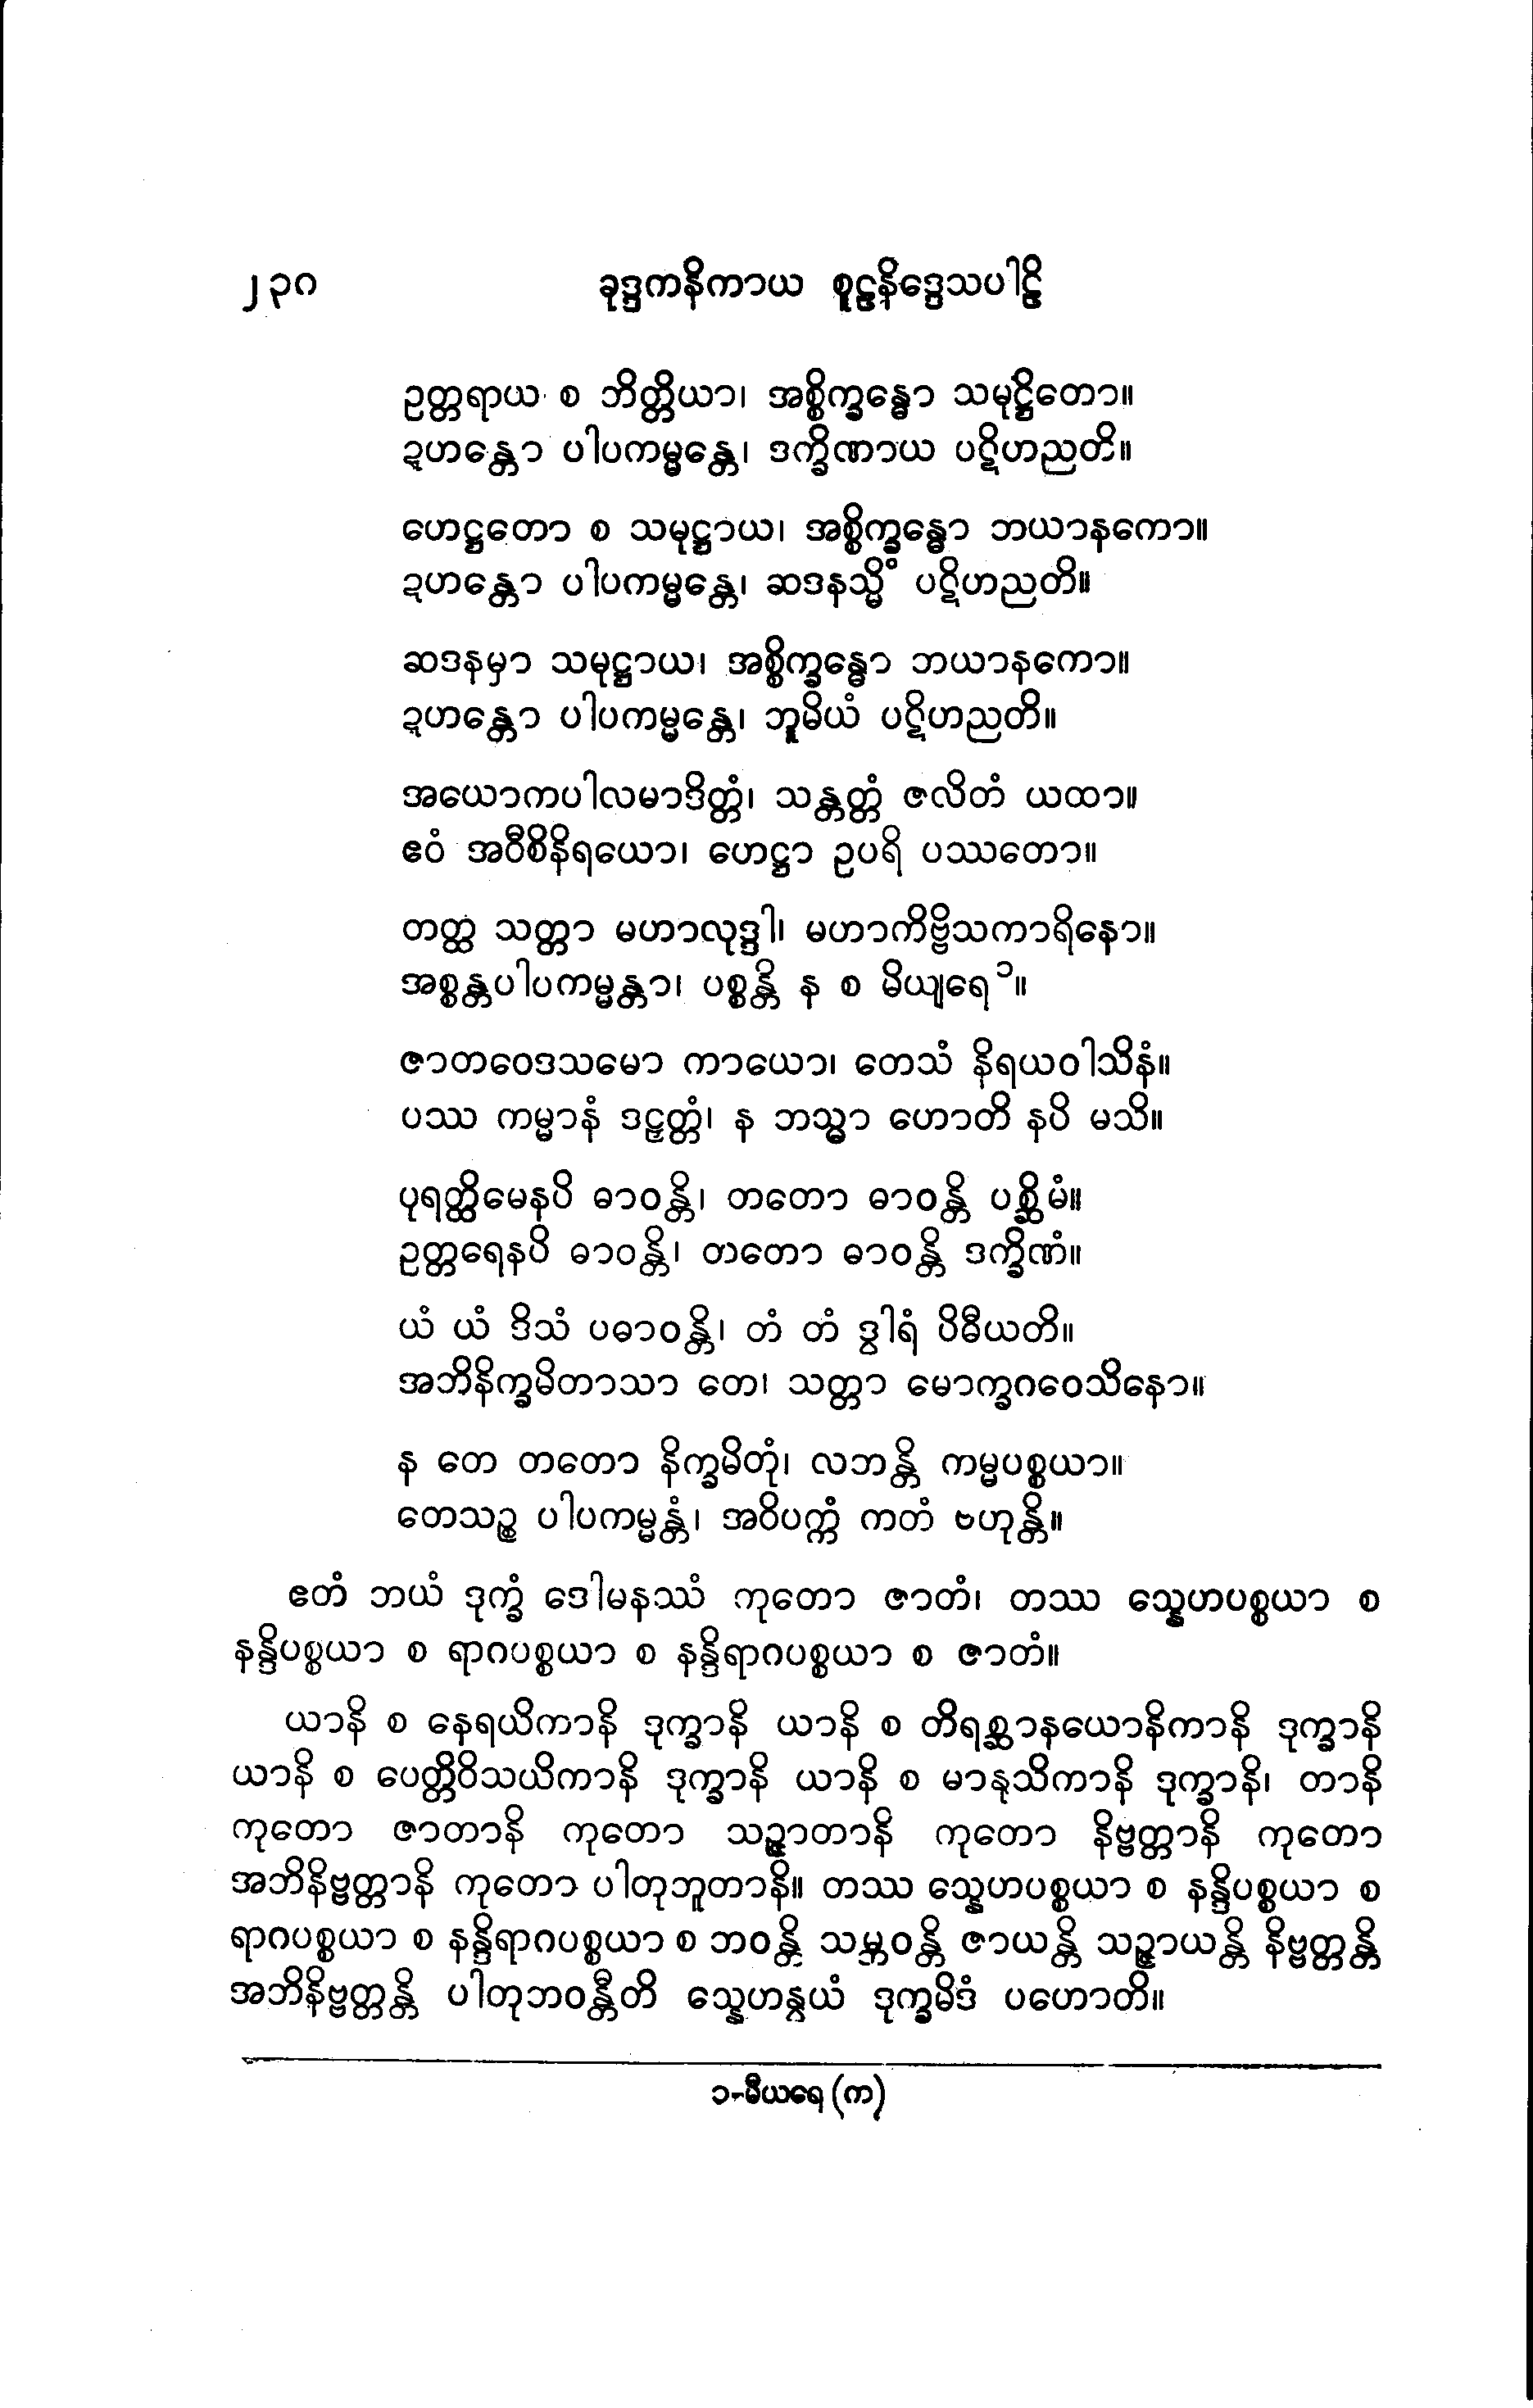 ၂၃၀ ခုဒ္ဒကနိကာယ စူဠနိဒ္ဒေသပါဠိ
ဥတ္တရာယ စ ဘိတ္တိယာ၊ အစ္စိက္ခန္ဓော သမုဋ္ဌိတော။
ဍဟန္တော ပါပကမ္မန္တေ၊ ဒက္ခိဏာယ ပဋိဟညတိ။
ဟေဋ္ဌတော စ သမုဋ္ဌာယ၊ အစ္စိက္ခန္ဓော ဘယာနကော။
ဍဟန္တော ပါပကမ္မန္တေ၊ ဆဒနသ္မိံ ပဋိဟညတိ။
ဆဒနမှာ သမုဋ္ဌာယ၊ အစ္စိက္ခန္ဓော ဘယာနကော။
ဍဟန္တော ပါပကမ္မန္တေ၊ ဘူမိယံ ပဋိဟညတိ။
အယောကပါလမာဒိတ္တံ၊ သန္တတ္တံ ဇလိတံ ယထာ။
ဧဝံ အဝီစိနိရယော၊ ဟေဋ္ဌာ ဥပရိ ပဿတော။
တတ္ထ သတ္တာ မဟာလုဒ္ဒါ၊ မဟာကိဗ္ဗိသကာရိနော။
အစ္စန္တပါပကမ္မန္တာ၊ ပစ္စန္တိ န စ မိယျရေ၁။
ဇာတဝေဒသမော ကာယော၊ တေသံ နိရယဝါသိနံ။
ပဿ ကမ္မာနံ ဒဠှတ္တံ၊ န ဘသ္မာ ဟောတိ နပိ မသိ။
ပုရတ္ထိမေနပိ ဓာဝန္တိ၊ တတော ဓာဝန္တိ ပစ္ဆိမံ။
ဥတ္တရေနပိ ဓာဝန္တိ၊ တတော ဓာဝန္တိ ဒက္ခိဏံ။
ယံ ယံ ဒိသံ ပဓာဝန္တိ၊ တံ တံ ဒွါရံ ပိဓီယတိ။
အဘိနိက္ခမိတာသာ တေ၊ သတ္တာ မောက္ခဂဝေသိနော။
န တေ တတော နိက္ခမိတုံ၊ လဘန္တိ ကမ္မပစ္စယာ။
တေသဉ္စ ပါပကမ္မန္တံ၊ အဝိပက္ကံ ကတံ ဗဟုန္တိ။
ဧတံ ဘယံ ဒုက္ခံ ဒေါမနဿံ ကုတော ဇာတံ၊ တဿ သ္နေဟပစ္စယာ စ
နန္ဒိပစ္စယာ စ ရာဂပစ္စယာ စ နန္ဒိရာဂပစ္စယာ စ ဇာတံ။
ယာနိ စ နေရယိကာနိ ဒုက္ခာနိ ယာနိ စ တိရစ္ဆာနယောနိကာနိ ဒုက္ခာနိ
ယာနိ စ ပေတ္တိဝိသယိကာနိ ဒုက္ခာနိ ယာနိ စ မာနုသိကာနိ ဒုက္ခာနိ၊ တာနိ
ကုတော ဇာတာနိ ကုတော သဉ္ဇာတာနိ ကုတော နိဗ္ဗတ္တာနိ ကုတော
အဘိနိဗ္ဗတ္တာနိ ကုတော ပါတုဘူတာနိ။ တဿ သ္နေဟပစ္စယာ စ နန္ဒိပစ္စယာ စ
ရာဂပစ္စယာ စ နန္ဒိရာဂပစ္စယာ စ ဘဝန္တိ သမ္ဘဝန္တိ ဇာယန္တိ သဉ္ဇာယန္တိ နိဗ္ဗတ္တန္တိ
အဘိနိဗ္ဗတ္တန္တိ ပါတုဘဝန္တီတိ သ္နေဟနွယံ ဒုက္ခမိဒံ ပဟောတိ။
၁-မီယရေ (က)